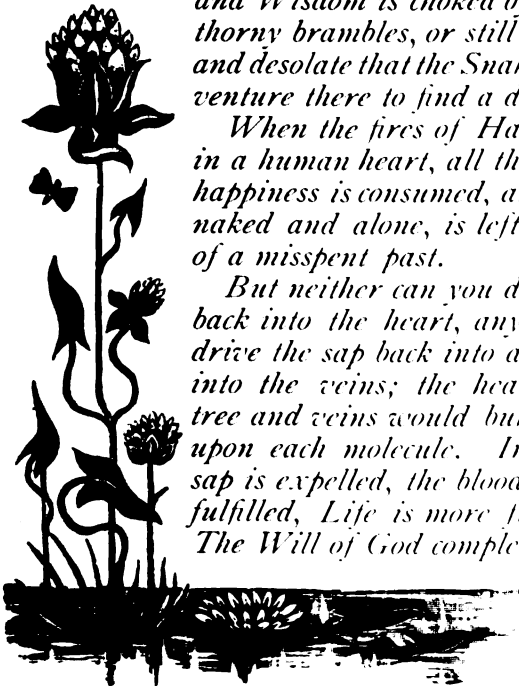 and Wisdom is choked o
thorny brambles, or still
and desolate that the Sna
venture there to find a d
When the fires of Ha
in a human heart, all th
happiness is consumed, a
naked and alone, is left
of a misspent past.
But neither can you d
back into the heart, any
drive the sap back into a
into the veins; the hea
tree and veins would bu
upon each molecule. In
sap is expelled, the blood
fulfilled, Life is more f
The Will of God comple